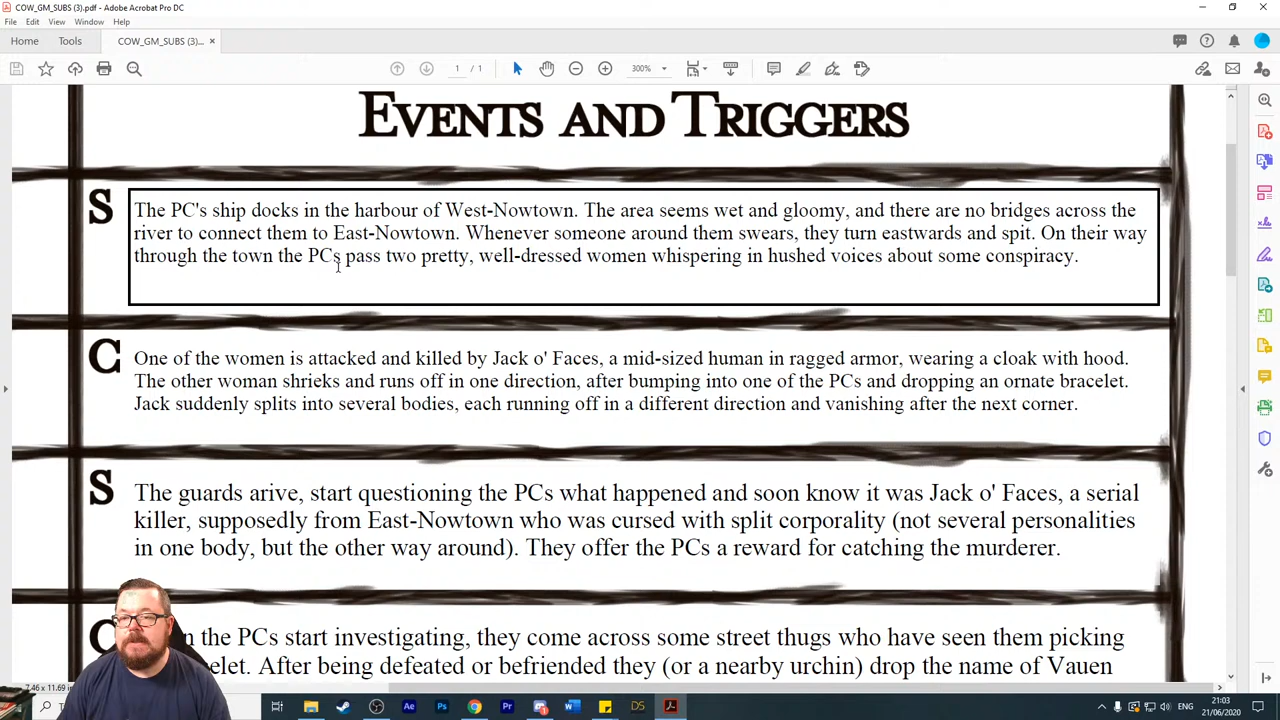 COW_GM_SUBS (3).pdf - Adobe Acrobat Pro DC
File Edit View Window Help
Home Tools COW_GM_SUBS (3)... ×
1 / 1 300%
EVENTS AND TRIGGERS
S
The PC's ship docks in the harbour of West-Nowtown. The area seems wet and gloomy, and there are no bridges across the
river to connect them to East-Nowtown. Whenever someone around them swears, they turn eastwards and spit. On their way
through the town the PCs pass two pretty, well-dressed women whispering in hushed voices about some conspiracy.
C
One of the women is attacked and killed by Jack o' Faces, a mid-sized human in ragged armor, wearing a cloak with hood.
The other woman shrieks and runs off in one direction, after bumping into one of the PCs and dropping an ornate bracelet.
Jack suddenly splits into several bodies, each running off in a different direction and vanishing after the next corner.
S
The guards arive, start questioning the PCs what happened and soon know it was Jack o' Faces, a serial
killer, supposedly from East-Nowtown who was cursed with split corporality (not several personalities
in one body, but the other way around). They offer the PCs a reward for catching the murderer.
the PCs start investigating, they come across some street thugs who have seen them picking
After being defeated or befriended they (or a nearby urchin) drop the name of Vauen
7.46 x 11.69 in
Ae Ps Pr DS
21:03
21/06/2020